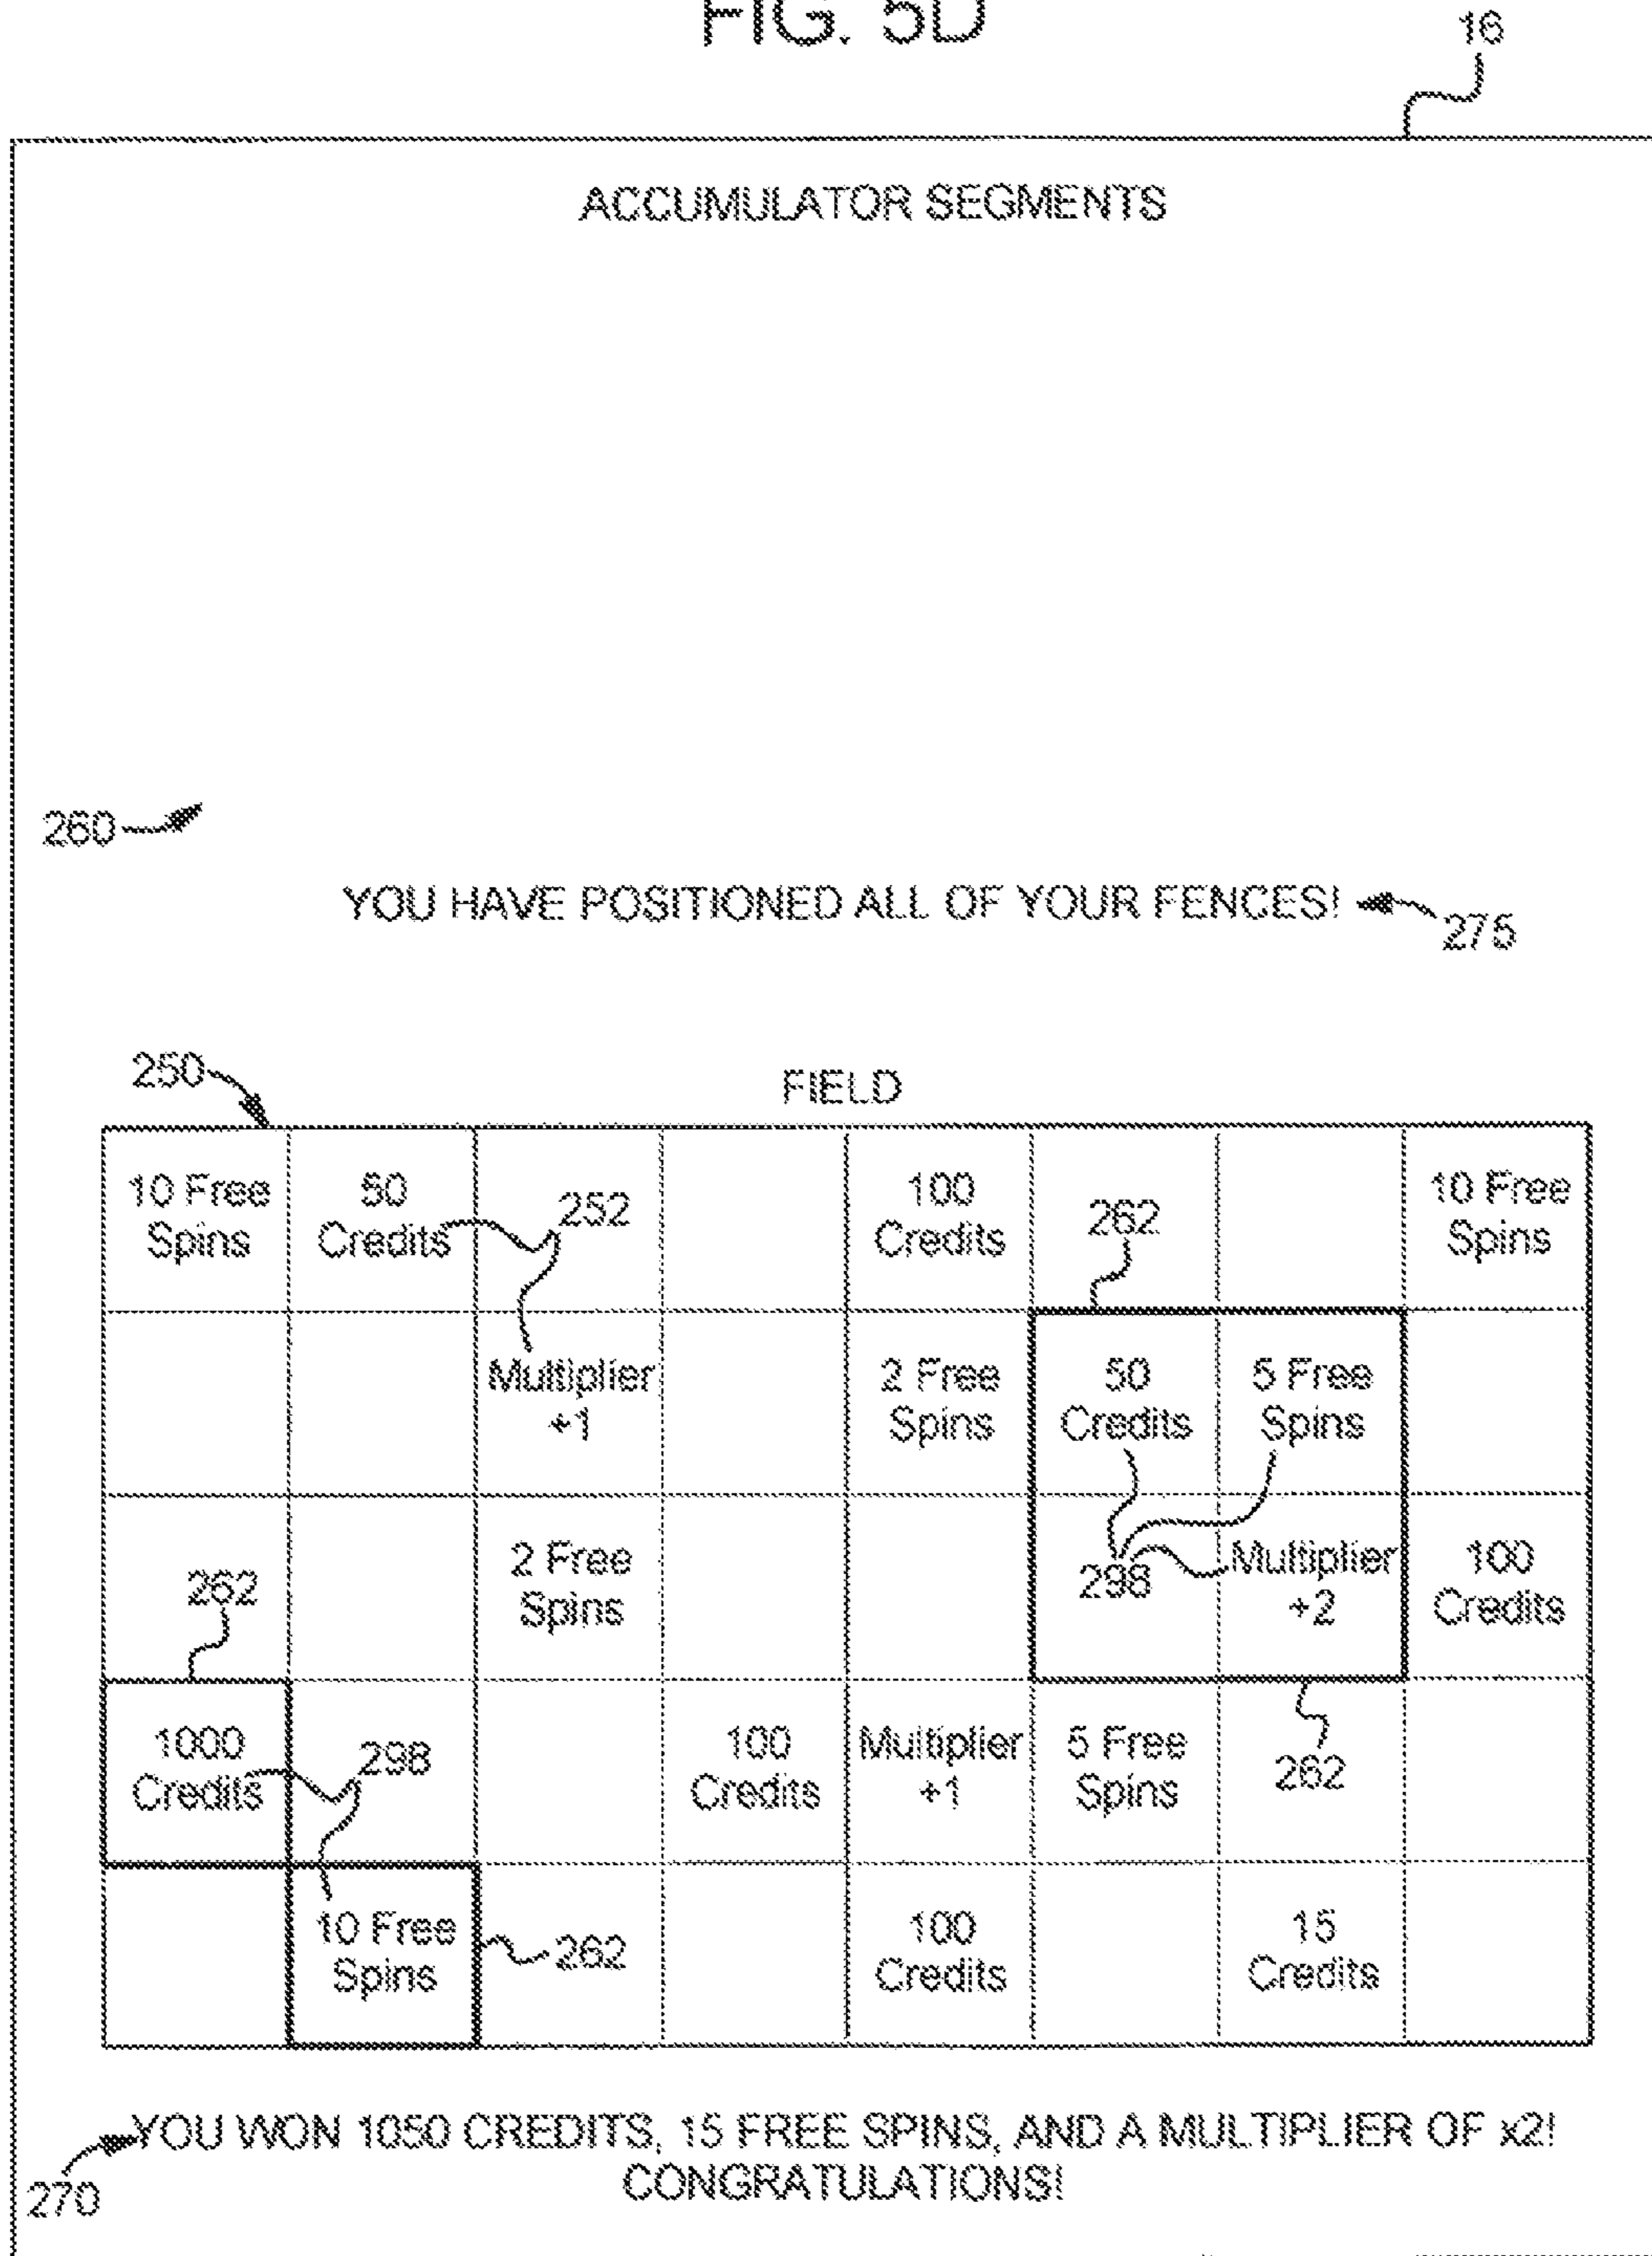 FIG. 5D
16
ACCUMULATOR SEGMENTS
260
YOU HAVE POSITIONED ALL OF YOUR FENCES!
275
250
FIELD
10 Free
Spins
50
Credits
252
100
Credits
262
10 Free
Spins
Multiplier
+1
2 Free
Spins
50
Credits
5 Free
Spins
262
2 Free
Spins
298
Multiplier
+2
100
Credits
1000
Credits
298
100
Credits
Multiplier
+1
5 Free
Spins
262
10 Free
Spins
262
100
Credits
15
Credits
YOU WON 1050 CREDITS, 15 FREE SPINS, AND A MULTIPLIER OF x2!
CONGRATULATIONS!
270